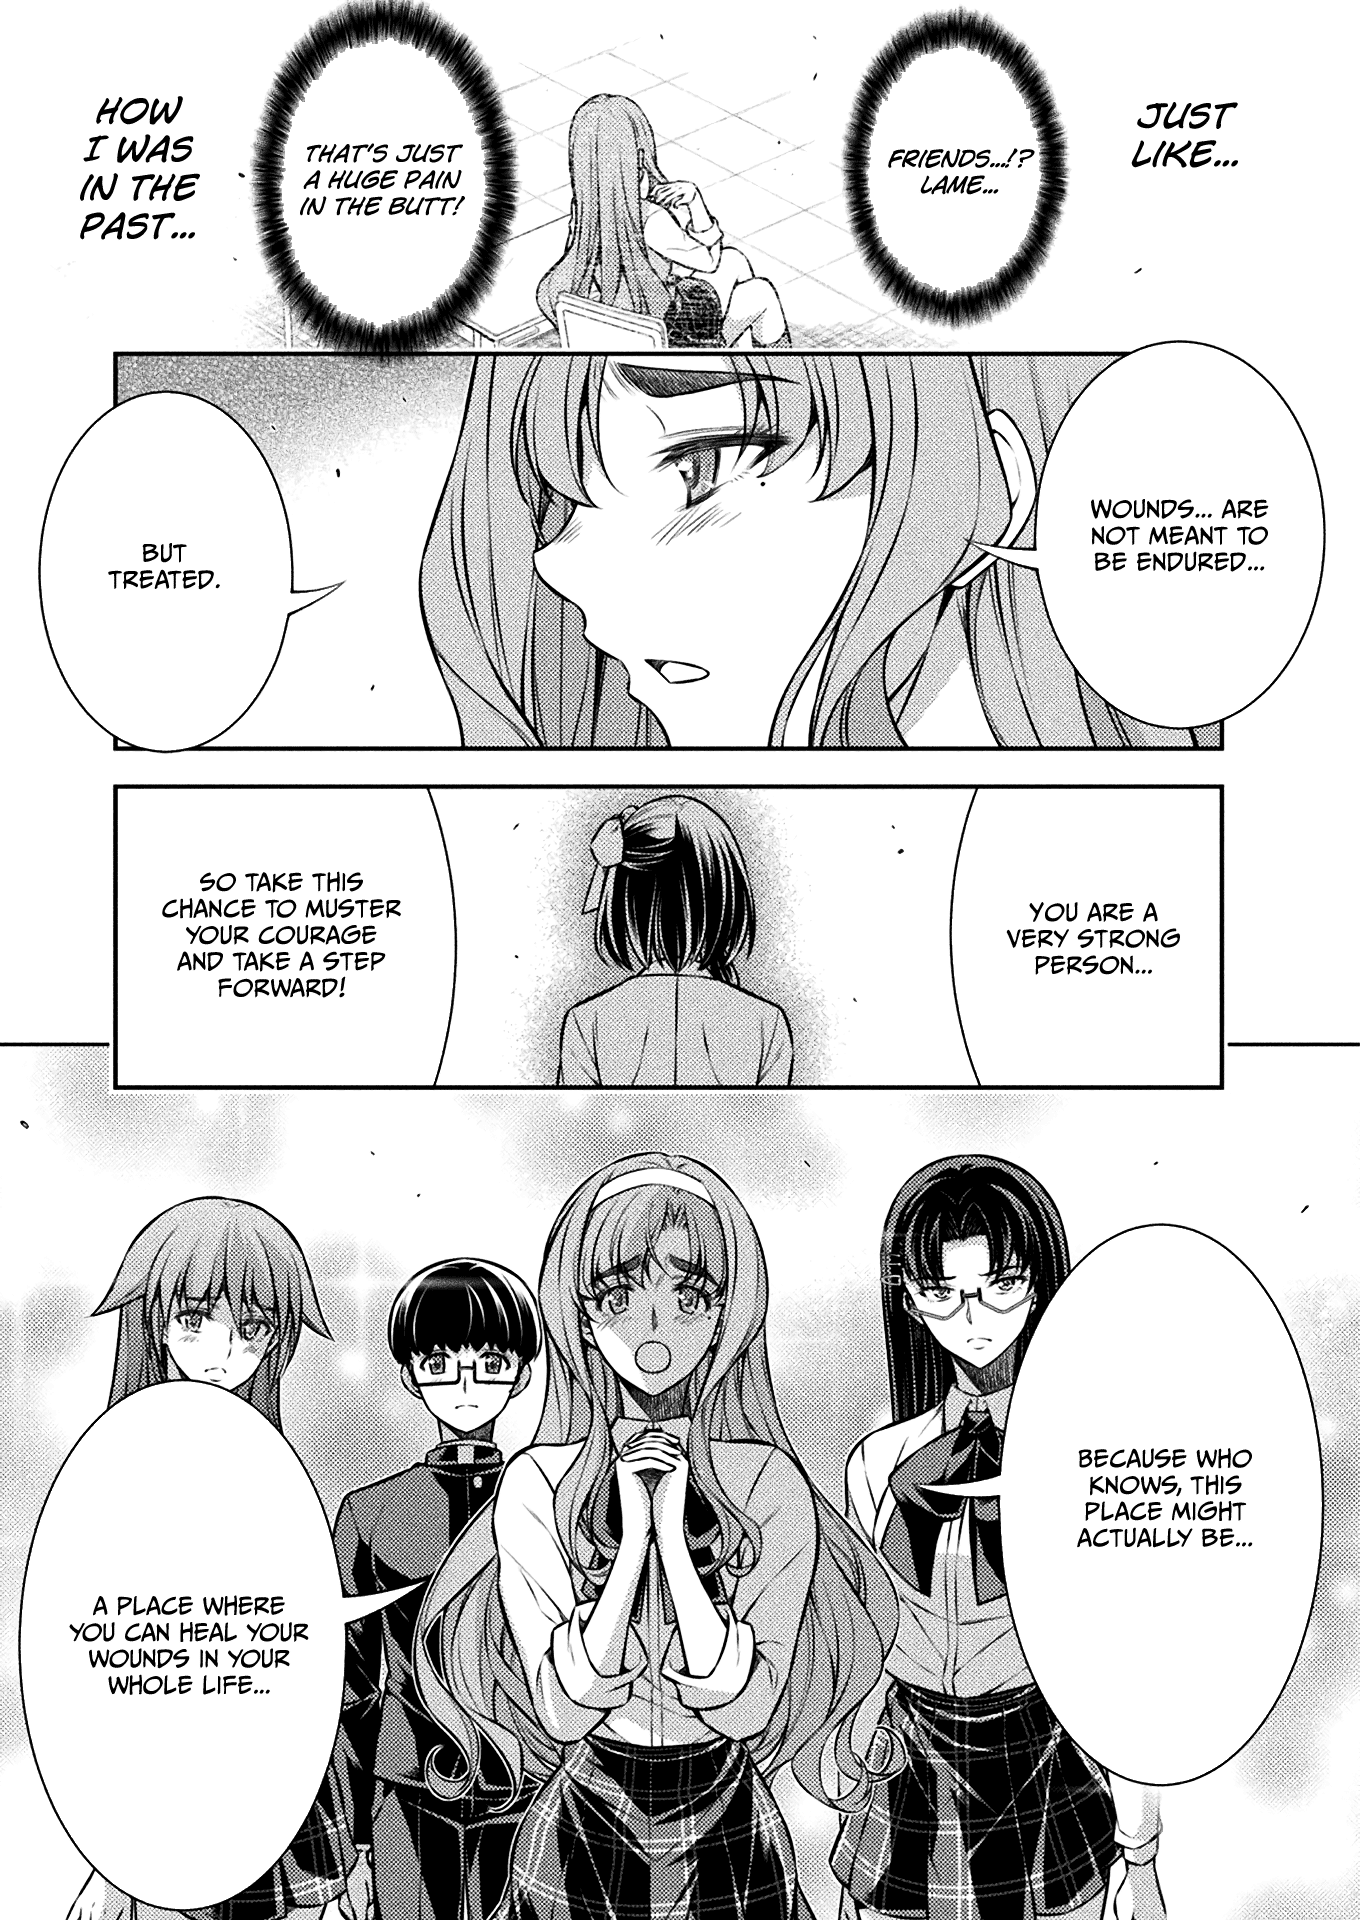 JUST
LIKE...
FRIENDS...!?
LAME...
THAT'S JUST
A HUGE PAIN
IN THE BUTT!
HOW
I WAS
IN THE
PAST...
WOUNDS... ARE
NOT MEANT TO
BE ENDURED...
BUT
TREATED.
YOU ARE A
VERY STRONG
PERSON...
SO TAKE THIS
CHANCE TO MUSTER
YOUR COURAGE
AND TAKE A STEP
FORWARD!
BECAUSE WHO
KNOWS, THIS
PLACE MIGHT
ACTUALLY BE...
A PLACE WHERE
YOU CAN HEAL YOUR
WOUNDS IN YOUR
WHOLE LIFE...